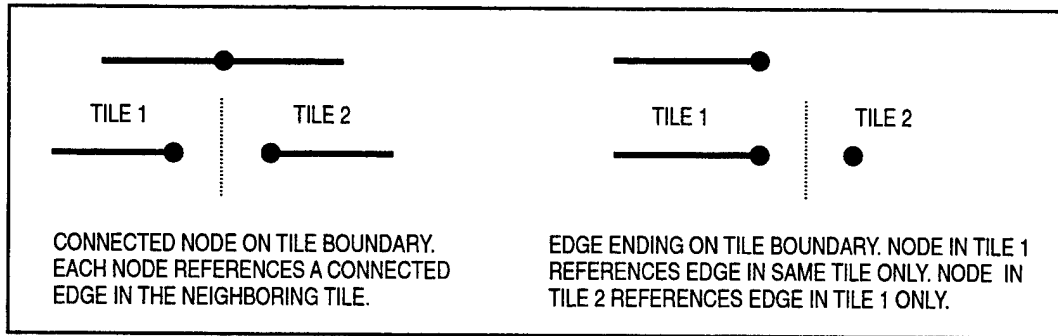 TILE 1 TILE 2
CONNECTED NODE ON TILE BOUNDARY.
EACH NODE REFERENCES A CONNECTED
EDGE IN THE NEIGHBORING TILE.
TILE 1 TILE 2
EDGE ENDING ON TILE BOUNDARY. NODE IN TILE 1
REFERENCES EDGE IN SAME TILE ONLY. NODE IN
TILE 2 REFERENCES EDGE IN TILE 1 ONLY.